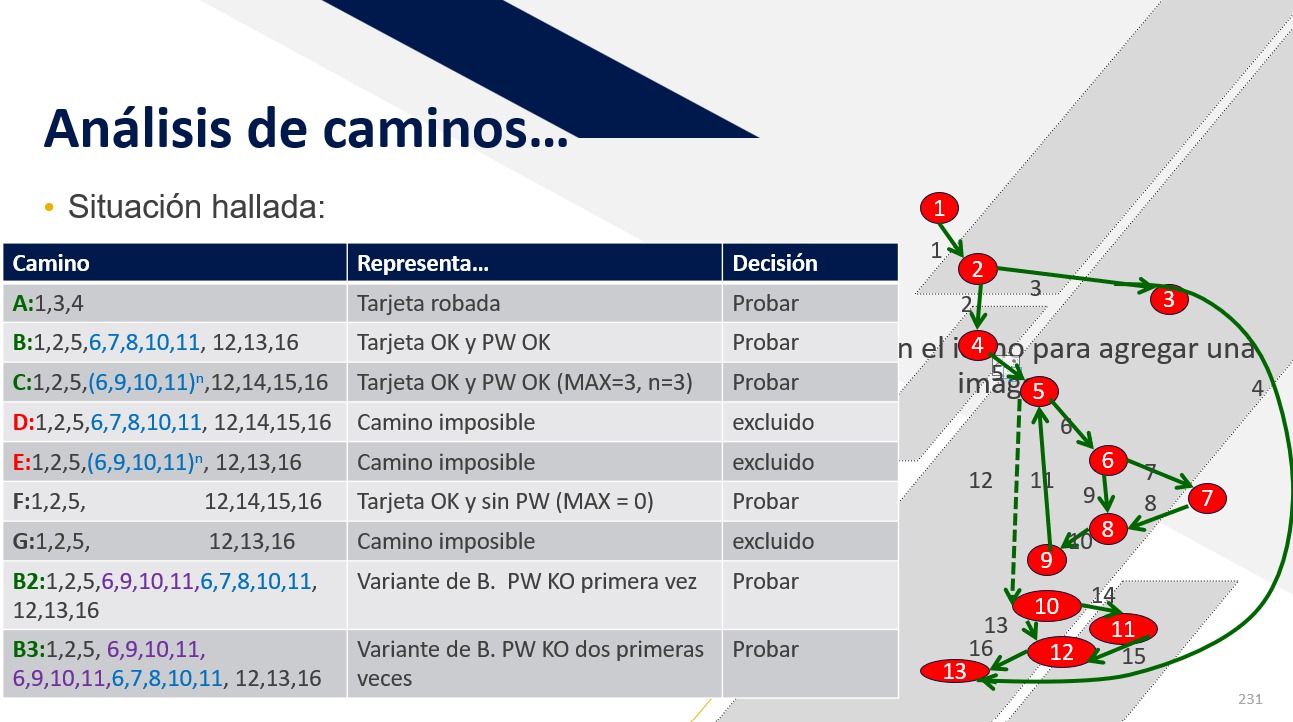 Análisis de caminos...
• Situación hallada:
Camino Representa... Decisión
A:1,3,4 Tarjeta robada Probar
B:1,2,5,6,7,8,10,11, 12,13,16 Tarjeta OK y PW OK Probar
C:1,2,5,(6,9,10,11)ⁿ,12,14,15,16 Tarjeta OK y PW OK (MAX=3, n=3) Probar
D:1,2,5,6,7,8,10,11, 12,14,15,16 Camino imposible excluido
E:1,2,5,(6,9,10,11)ⁿ, 12,13,16 Camino imposible excluido
F:1,2,5, 12,14,15,16 Tarjeta OK y sin PW (MAX = 0) Probar
G:1,2,5, 12,13,16 Camino imposible excluido
B2:1,2,5,6,9,10,11,6,7,8,10,11, Variante de B. PW KO primera vez Probar
12,13,16
B3:1,2,5, 6,9,10,11, Variante de B. PW KO dos primeras Probar
6,9,10,11,6,7,8,10,11, 12,13,16 veces
1
1
2
3
3
2
4
n el i no para agregar una
5
imag
5
4
6
6
7
12
11
7
9
8
8
10
9
10
14
13
11
16
12
15
13
231